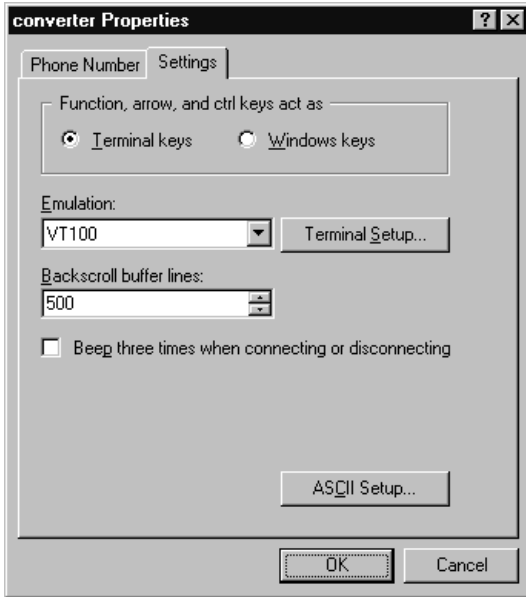 converter Properties
Phone Number Settings
Function, arrow, and ctrl keys act as
Terminal keys Windows keys
Emulation:
VT100 Terminal Setup...
Backscroll buffer lines:
500
Beep three times when connecting or disconnecting
ASCII Setup...
OK Cancel